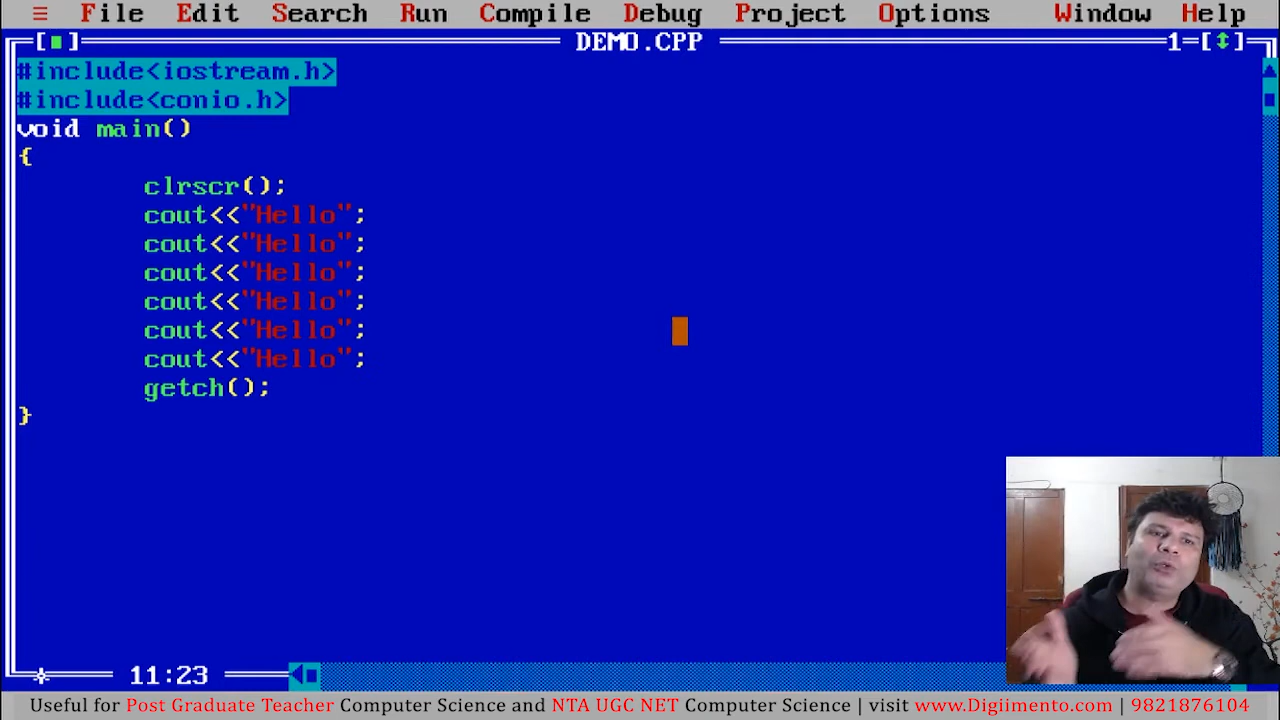 ≡ File Edit Search Run Compile Debug Project Options Window Help
[■] DEMO.CPP 1=[↕]
#include<iostream.h>
#include<conio.h>
void main()
{
clrscr();
cout<<"Hello";
cout<<"Hello";
cout<<"Hello";
cout<<"Hello";
cout<<"Hello";
cout<<"Hello";
getch();
}
11:23
Useful for Post Graduate Teacher Computer Science and NTA UGC NET Computer Science | visit www.Digiimento.com | 9821876104